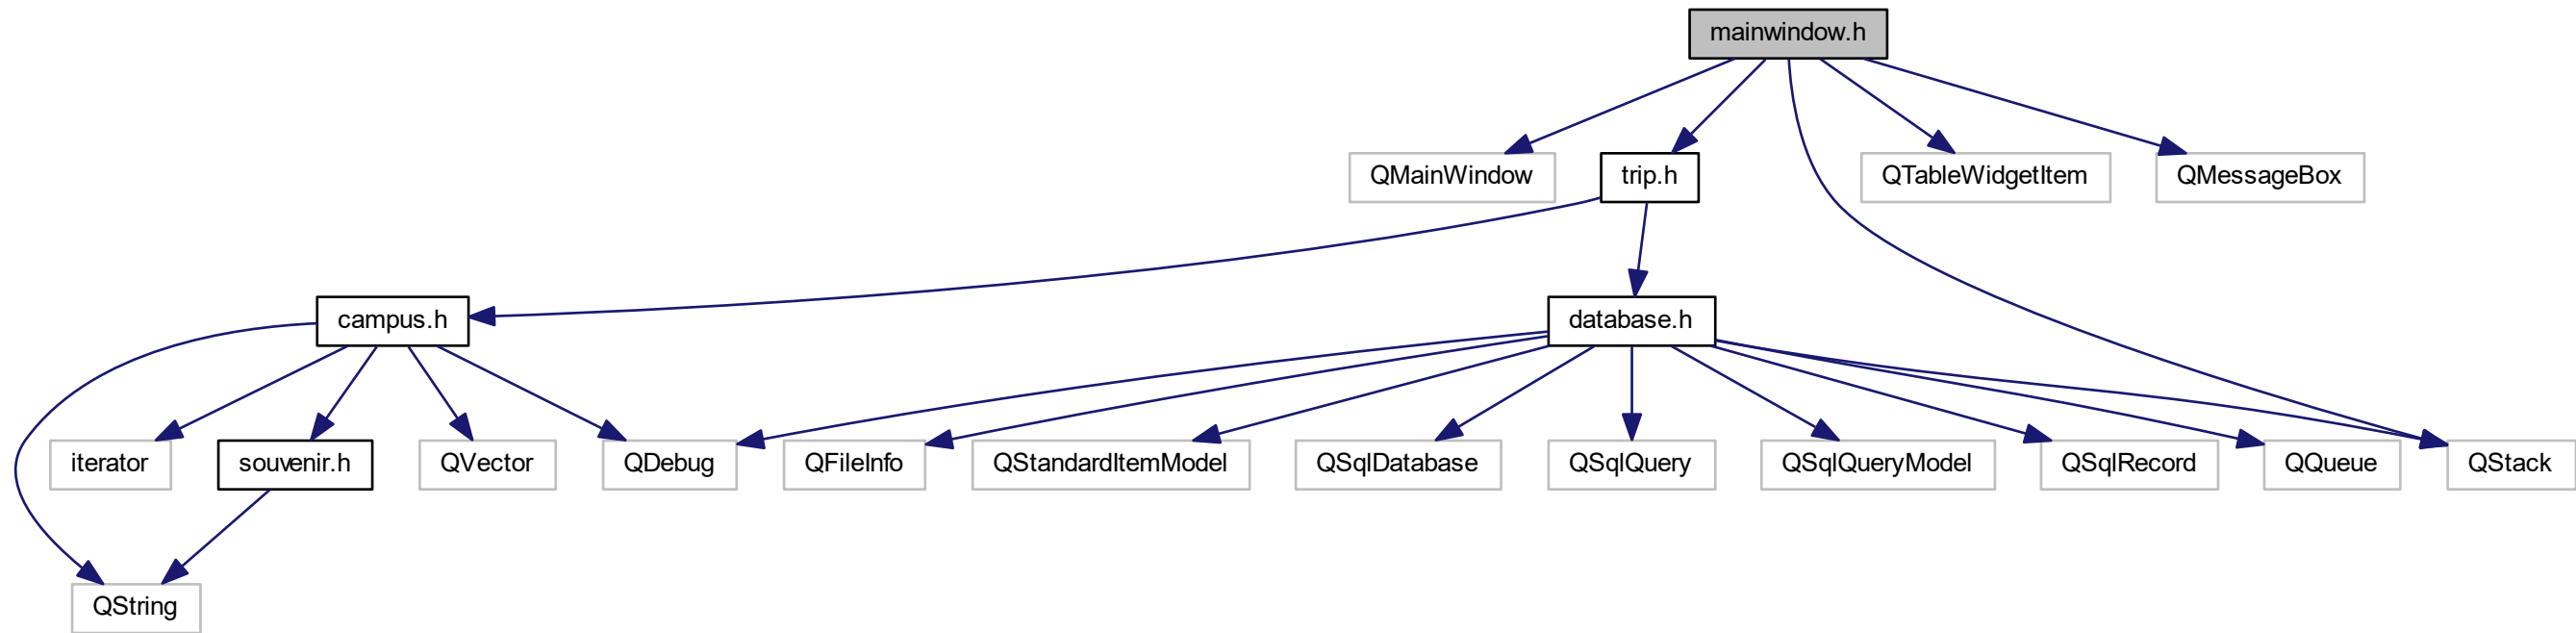 mainwindow.h
QMainWindow
trip.h
QTableWidgetItem
QMessageBox
campus.h
database.h
iterator
souvenir.h
QVector
QDebug
QFileInfo
QStandardItemModel
QSqlDatabase
QSqlQuery
QSqlQueryModel
QSqlRecord
QQueue
QStack
QString